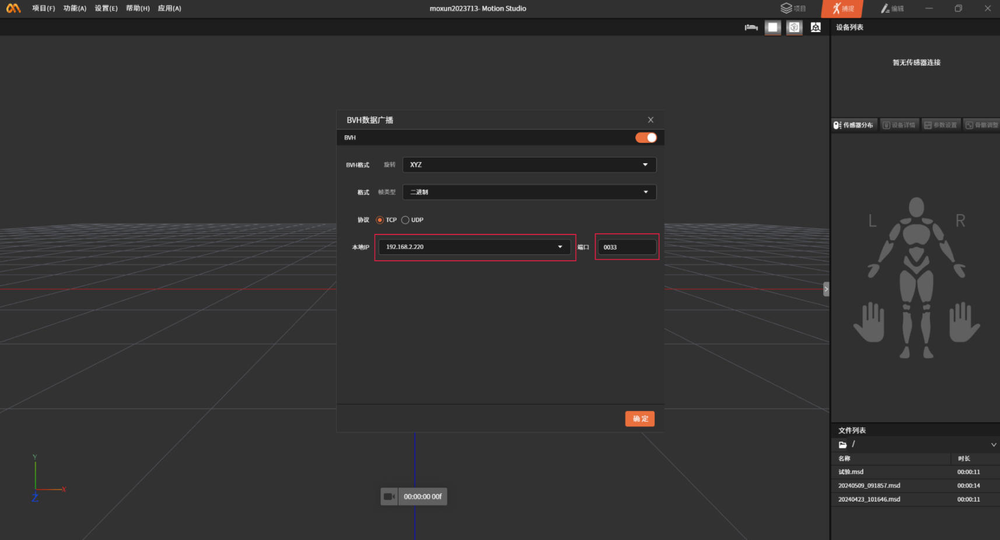 项目(F) 功能(A) 设置(E) 帮助(H) 应用(A)
moxun2023713- Motion Studio
项目 捕捉 编辑
设备列表
暂无传感器连接
传感器分布 设备详情 参数设置 骨骼调整
L R
BVH数据广播
BVH
BVH格式 旋转 XYZ
格式 帧类型 二进制
协议 TCP UDP
本地IP 192.168.2.220 端口 0033
确定
Y
X
Z
00:00:00 00f
文件列表
/
名称 时长
试验.msd 00:00:11
20240509_091857.msd 00:00:14
20240423_101646.msd 00:00:11